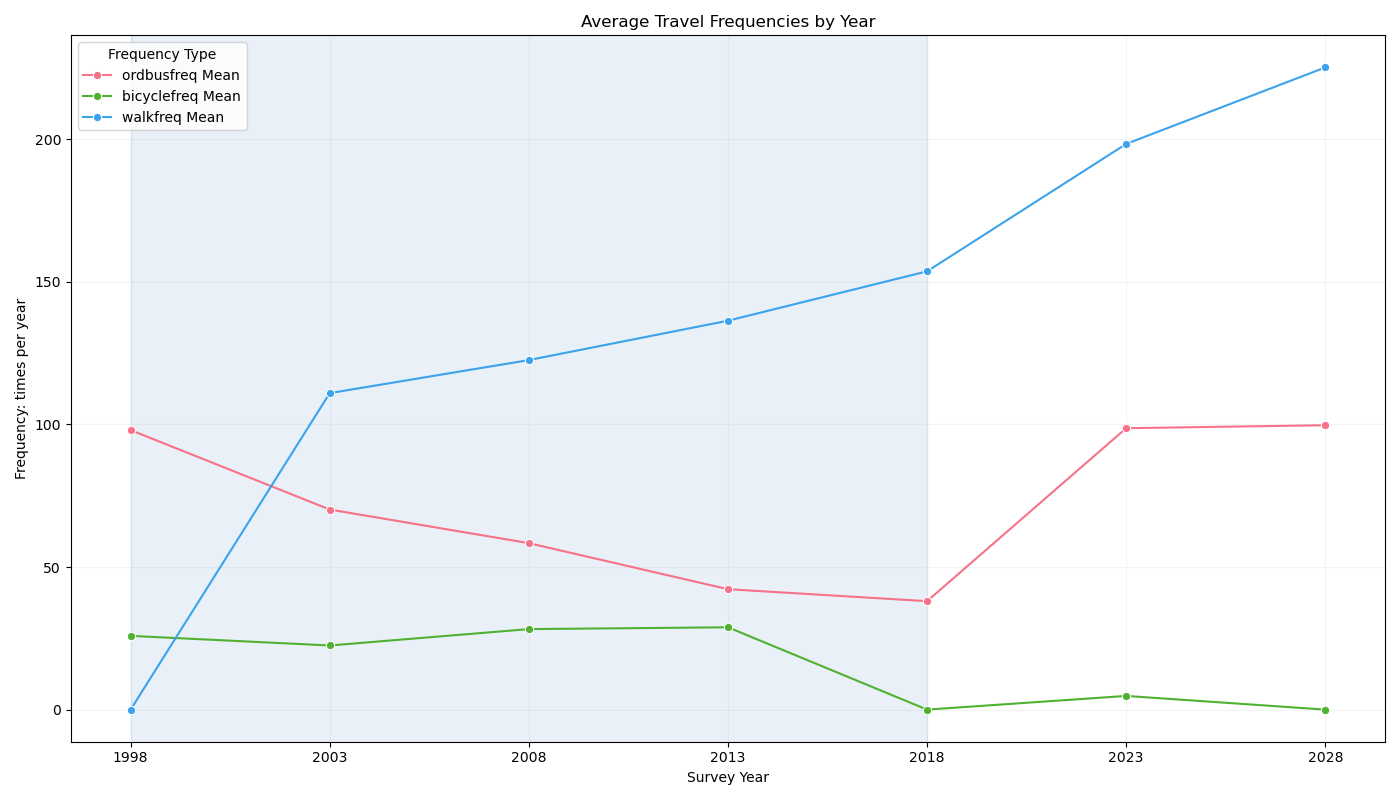 Average Travel Frequencies by Year
Frequency Type
ordbusfreq Mean
bicyclefreq Mean
walkfreq Mean
Frequency: times per year
200
150
100
50
0
1998 2003 2008 2013 2018 2023 2028
Survey Year